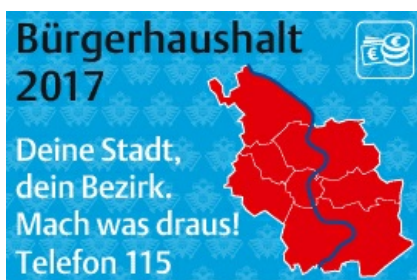 Bürgerhaushalt
2017
Deine Stadt,
dein Bezirk.
Mach was draus!
Telefon 115